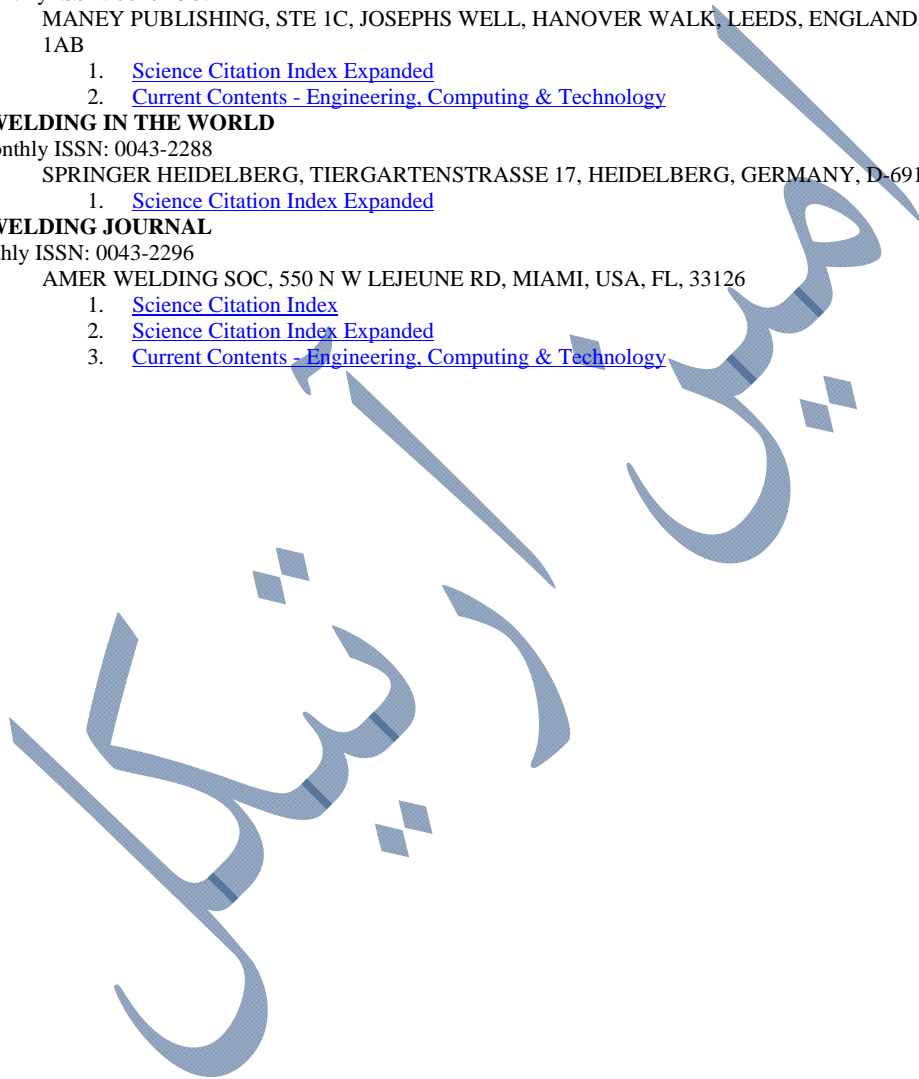 MANEY PUBLISHING, STE 1C, JOSEPHS WELL, HANOVER WALK, LEEDS, ENGLAND
1AB
1. Science Citation Index Expanded
2. Current Contents - Engineering, Computing & Technology
WELDING IN THE WORLD
onthly ISSN: 0043-2288
SPRINGER HEIDELBERG, TIERGARTENSTRASSE 17, HEIDELBERG, GERMANY, D-691
1. Science Citation Index Expanded
WELDING JOURNAL
hly ISSN: 0043-2296
AMER WELDING SOC, 550 N W LEJEUNE RD, MIAMI, USA, FL, 33126
1. Science Citation Index
2. Science Citation Index Expanded
3. Current Contents - Engineering, Computing & Technology
امین آرتیکل